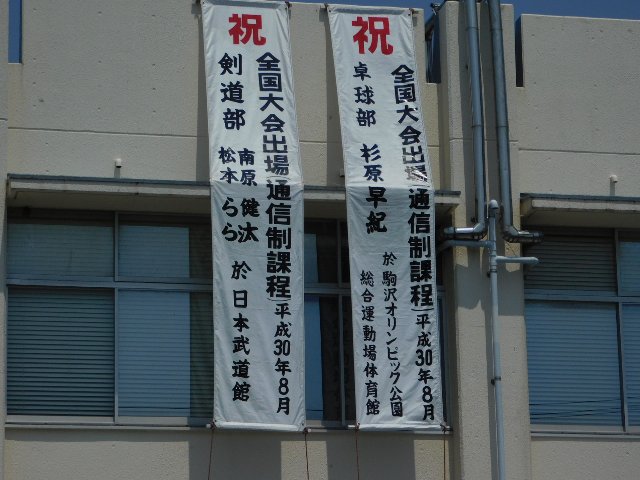 祝
全国大会出場 通信制課程(平成30年8月
剣道部 南原健汰
松本らら 於 日本武道館
祝
全国大会出場 通信制課程(平成30年8月
卓球部 杉原早紀 於 駒沢オリンピック公園
総合運動場体育館